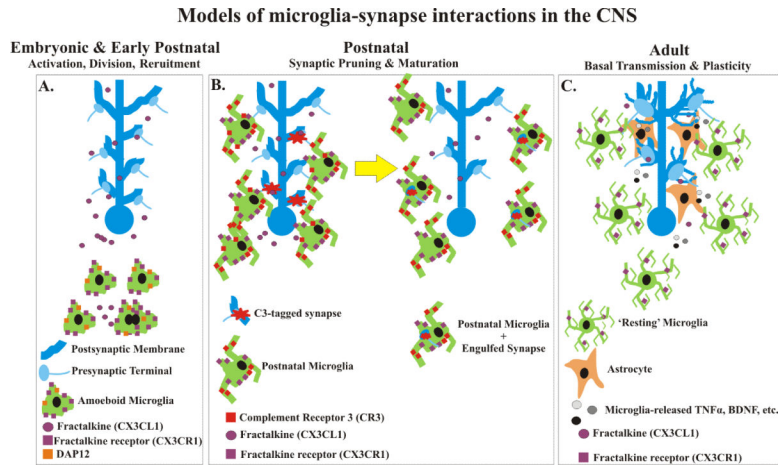 Models of microglia-synapse interactions in the CNS
Embryonic & Early Postnatal
Activation, Division, Reruitment
Postnatal
Synaptic Pruning & Maturation
Adult
Basal Transmission & Plasticity
A.
B.
C.
Postsynaptic Membrane
Presynaptic Terminal
Amoeboid Microglia
Fractalkine (CX3CL1)
Fractalkine receptor (CX3CR1)
DAP12
C3-tagged synapse
Postnatal Microglia
Postnatal Microglia
+
Engulfed Synapse
Complement Receptor 3 (CR3)
Fractalkine (CX3CL1)
Fractalkine receptor (CX3CR1)
'Resting' Microglia
Astrocyte
Microglia-released TNFα, BDNF, etc.
Fractalkine (CX3CL1)
Fractalkine receptor (CX3CR1)